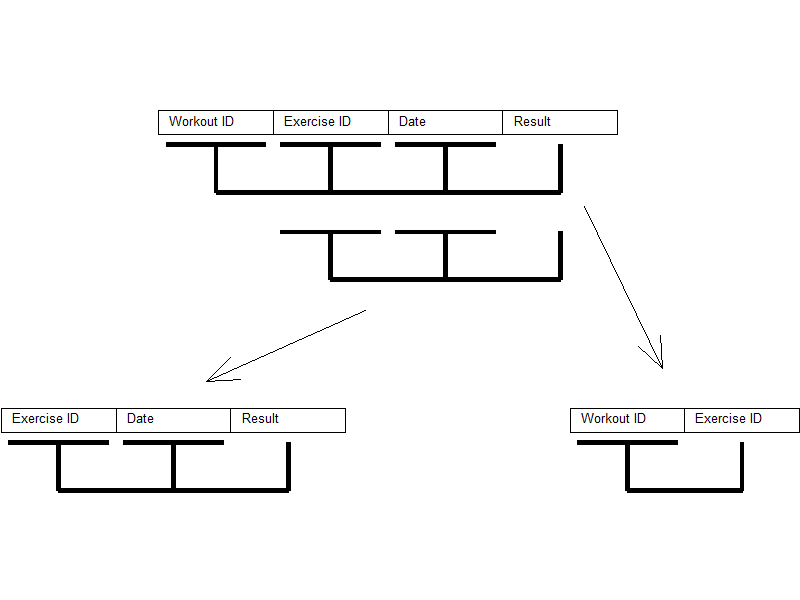 Workout ID Exercise ID Date Result
Exercise ID Date Result
Workout ID Exercise ID